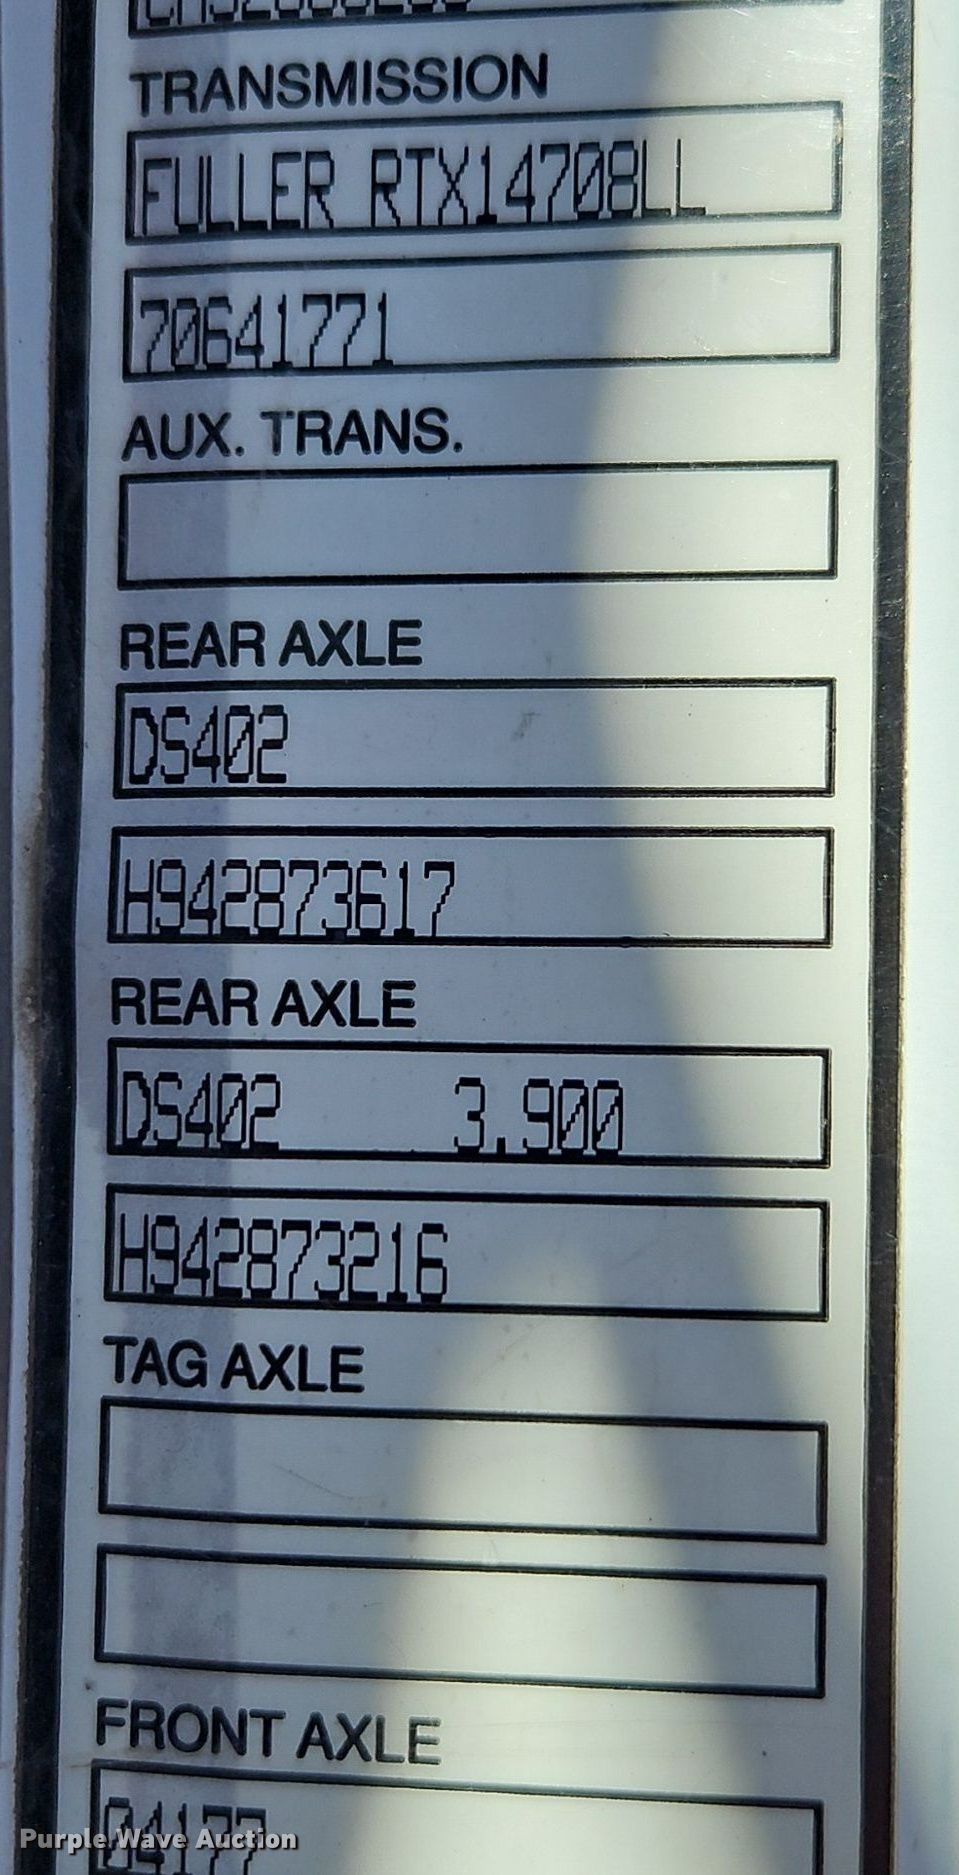 TRANSMISSION
FULLER RTX14708LL
70641771
AUX. TRANS.
REAR AXLE
DS402
H942873617
REAR AXLE
DS402 3.900
H942873216
TAG AXLE
FRONT AXLE
04177
Purple Wave Auction